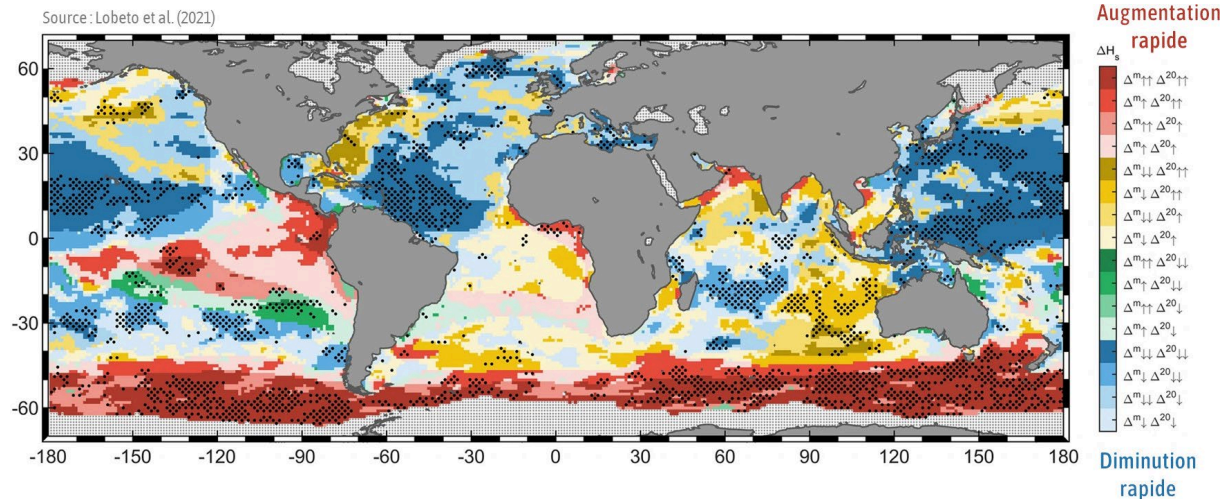 Source : Lobeto et al. (2021)
Augmentation
rapide
ΔHₛ
Δᵐ↑↑ Δ²⁰↑↑
Δᵐ↑ Δ²⁰↑↑
Δᵐ↑↑ Δ²⁰↑
Δᵐ↑ Δ²⁰↑
Δᵐ↓↓ Δ²⁰↑↑
Δᵐ↓ Δ²⁰↑↑
Δᵐ↓↓ Δ²⁰↑
Δᵐ↓ Δ²⁰↑
Δᵐ↑↑ Δ²⁰↓↓
Δᵐ↑ Δ²⁰↓↓
Δᵐ↑↑ Δ²⁰↓
Δᵐ↑ Δ²⁰↓
Δᵐ↓↓ Δ²⁰↓↓
Δᵐ↓ Δ²⁰↓↓
Δᵐ↓↓ Δ²⁰↓
Δᵐ↓ Δ²⁰↓
Diminution
rapide
60
30
0
-30
-60
-180 -150 -120 -90 -60 -30 0 30 60 90 120 150 180